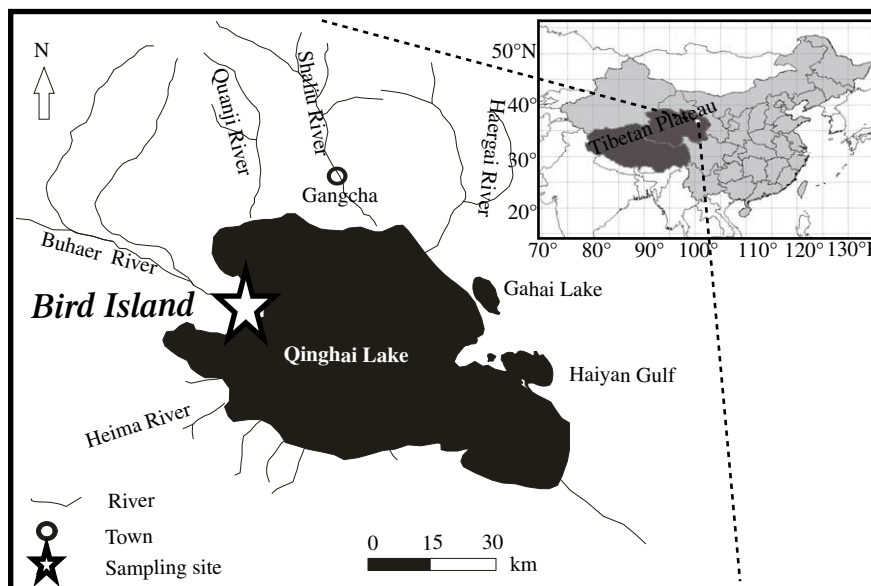 N
Shaliu River
Quanji River
Haergai River
Gangcha
Buhaer River
Bird Island
Qinghai Lake
Gahai Lake
Haiyan Gulf
Heima River
River
Town
Sampling site
0 15 30
km
50°N
40°
30°
20°
Tibetan Plateau
70° 80° 90° 100° 110° 120° 130°E